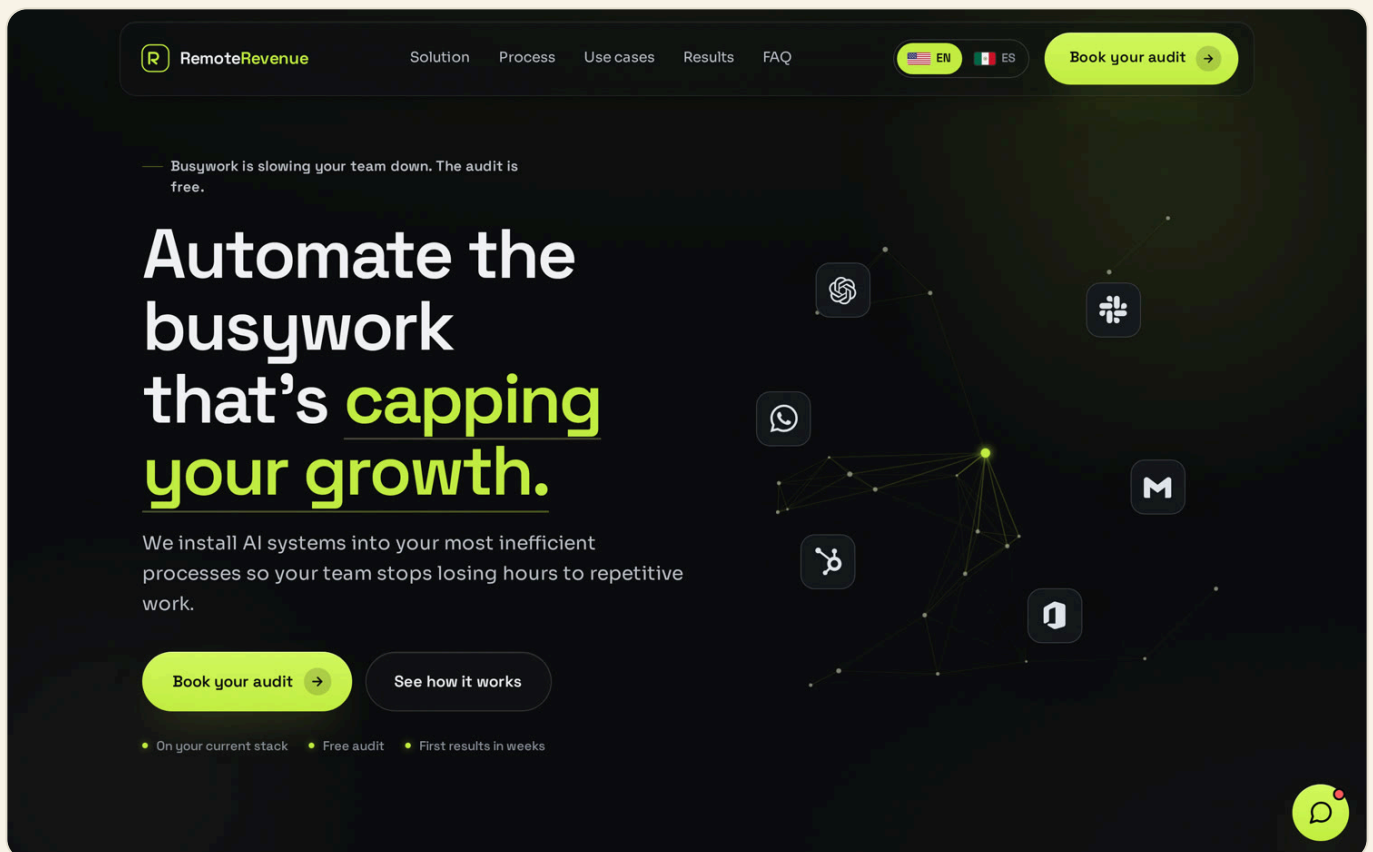 RemoteRevenue
Solution
Process
Use cases
Results
FAQ
EN
ES
Book your audit
Busywork is slowing your team down. The audit is
free.
Automate the
busywork
that's capping
your growth.
We install AI systems into your most inefficient
processes so your team stops losing hours to repetitive
work.
Book your audit
See how it works
On your current stack
Free audit
First results in weeks